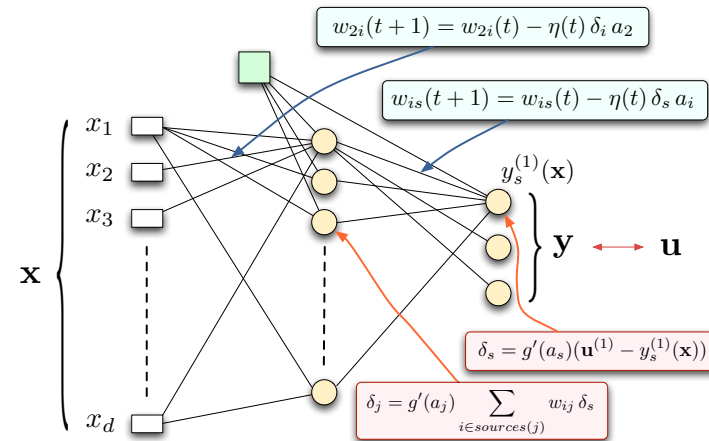 w_{2i}(t+1) = w_{2i}(t) − η(t) δ_i a_2
w_{is}(t+1) = w_{is}(t) − η(t) δ_s a_i
x_1
x_2
x_3
x_d
x
y_s^{(1)}(x)
y
u
δ_s = g′(a_s)(u^{(1)} − y_s^{(1)}(x))
δ_j = g′(a_j) ∑_{i∈sources(j)} w_{ij} δ_s